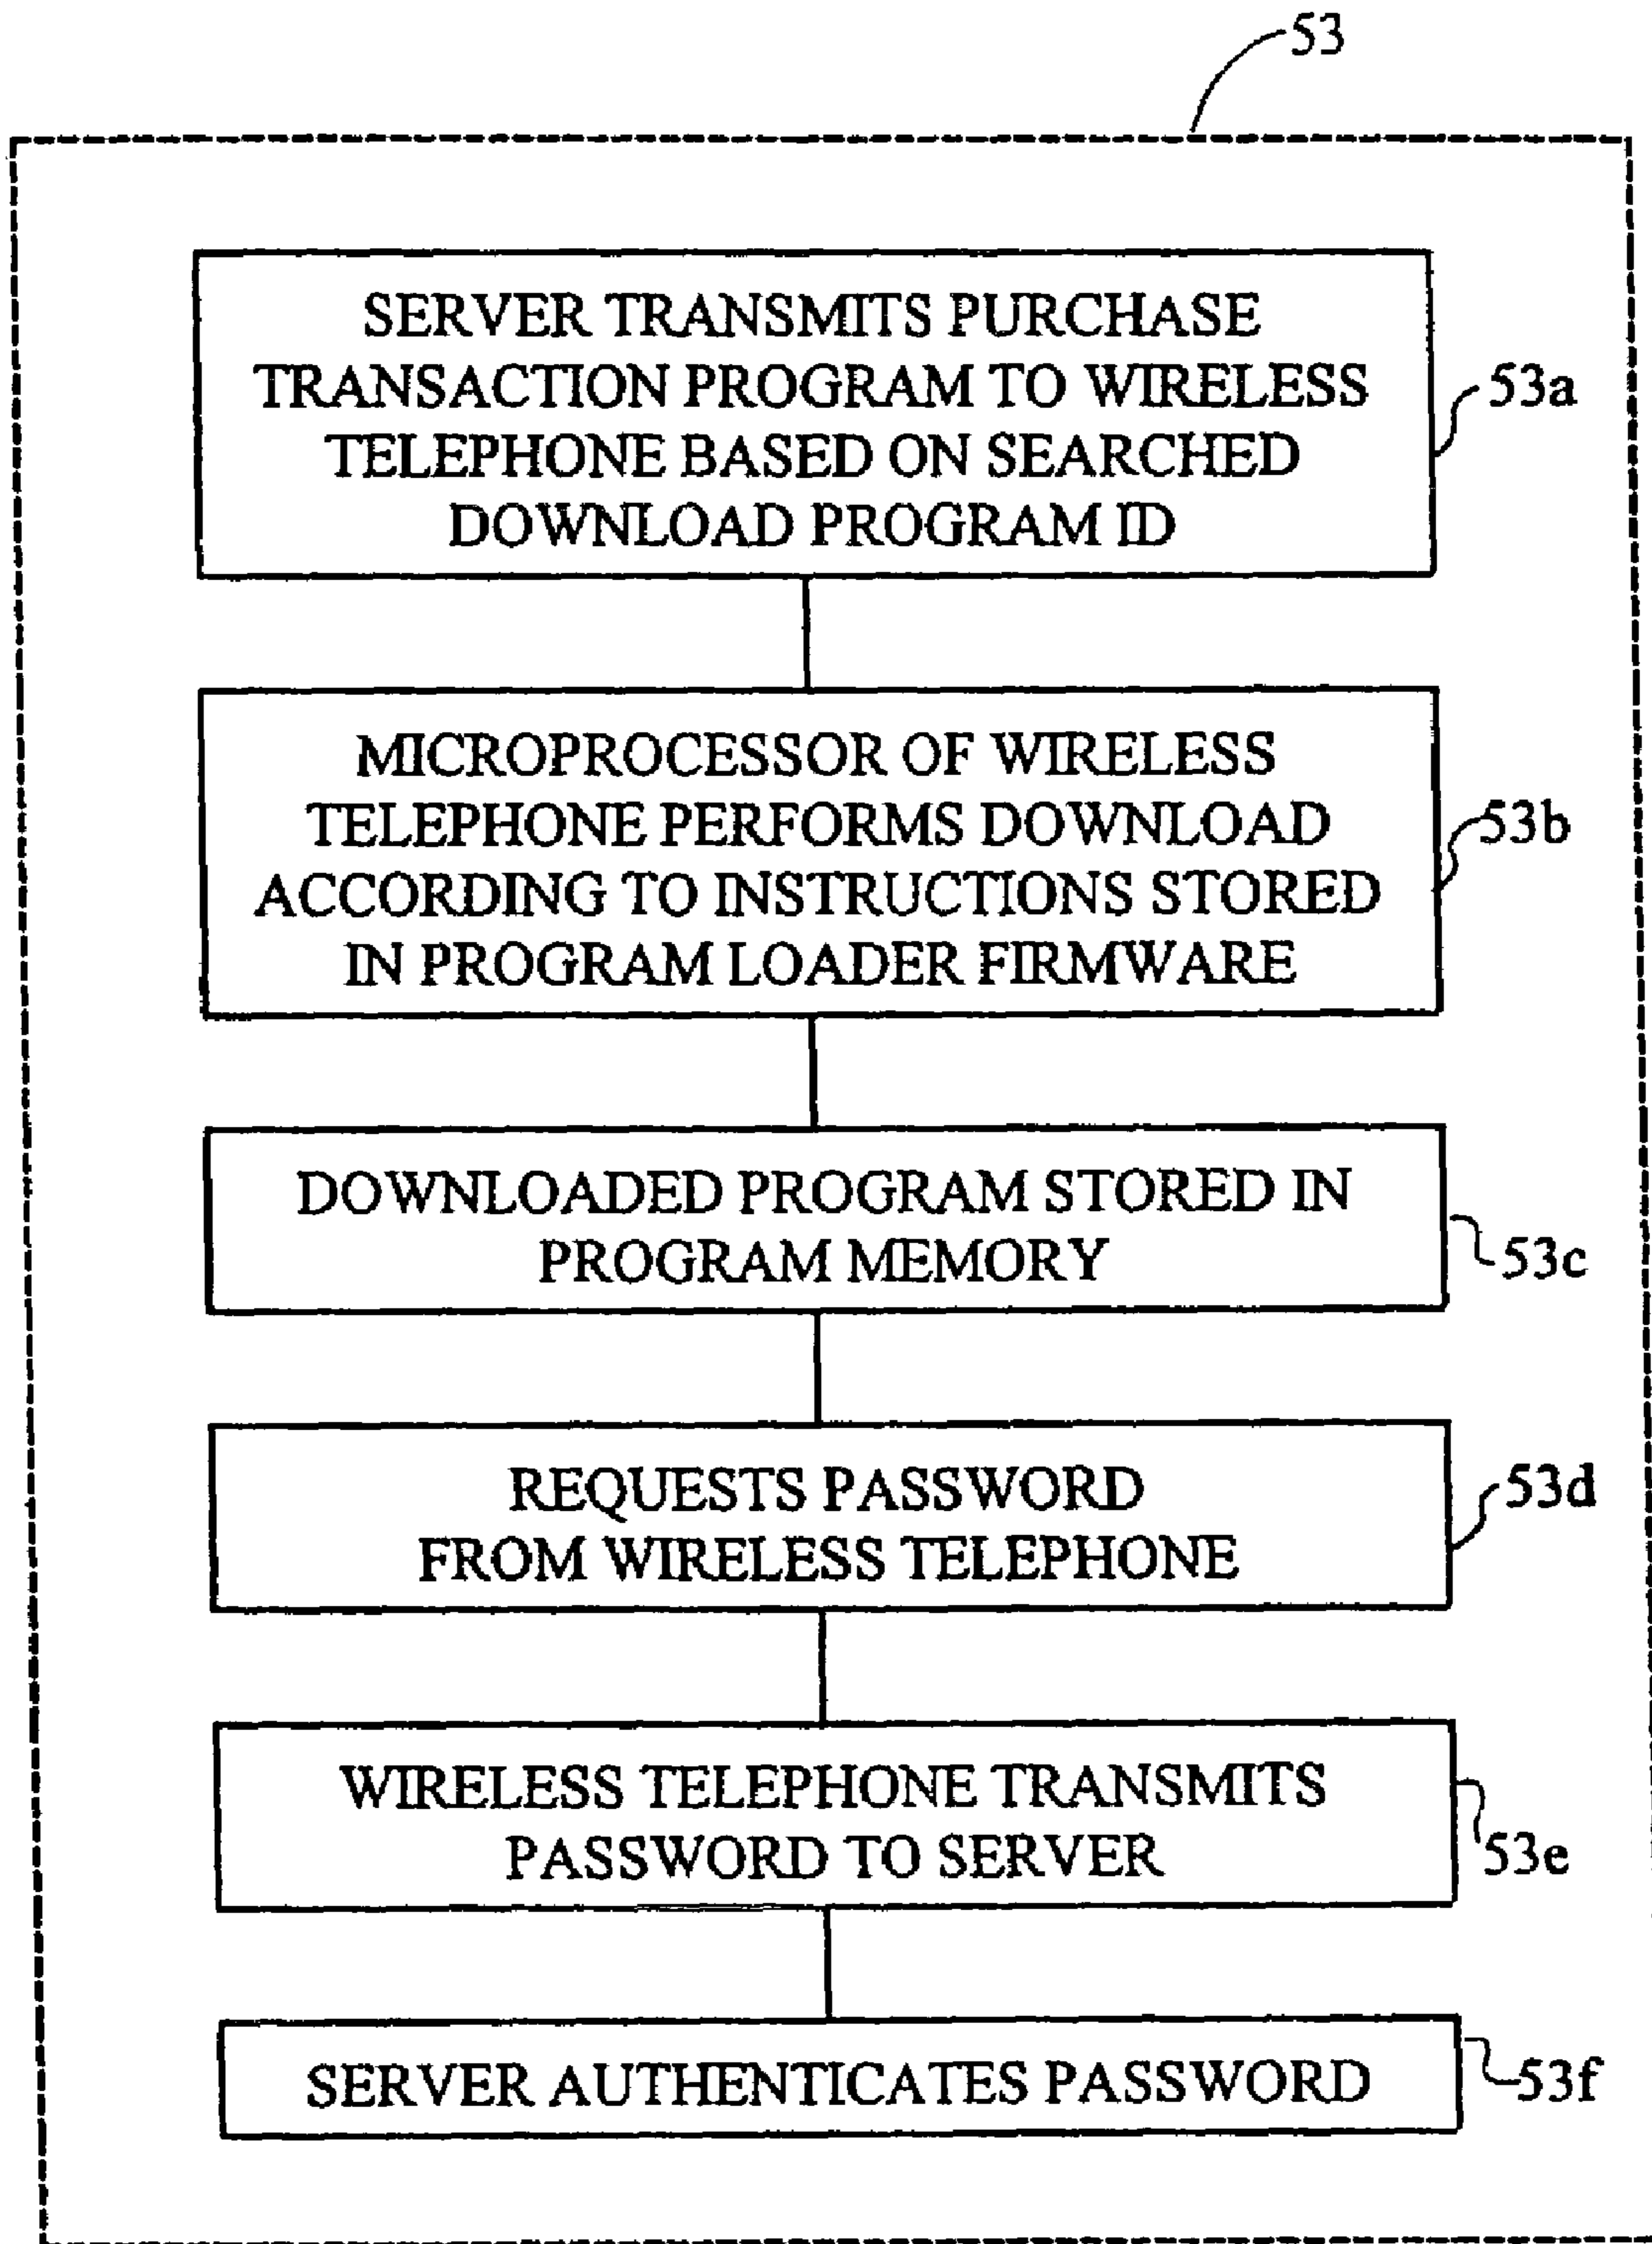 53
SERVER TRANSMITS PURCHASE
TRANSACTION PROGRAM TO WIRELESS
TELEPHONE BASED ON SEARCHED
DOWNLOAD PROGRAM ID
53a
MICROPROCESSOR OF WIRELESS
TELEPHONE PERFORMS DOWNLOAD
ACCORDING TO INSTRUCTIONS STORED
IN PROGRAM LOADER FIRMWARE
53b
DOWNLOADED PROGRAM STORED IN
PROGRAM MEMORY
53c
REQUESTS PASSWORD
FROM WIRELESS TELEPHONE
53d
WIRELESS TELEPHONE TRANSMITS
PASSWORD TO SERVER
53e
SERVER AUTHENTICATES PASSWORD
53f